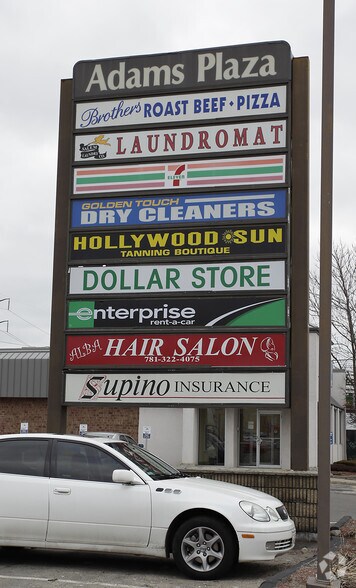 Adams Plaza
Brothers ROAST BEEF + PIZZA
LAUNDROMAT
7
ELEVEN
GOLDEN TOUCH
DRY CLEANERS
HOLLYWOOD SUN
TANNING BOUTIQUE
DOLLAR STORE
e enterprise
rent-a-car
ALBA HAIR SALON
781-322-4075
Supino INSURANCE